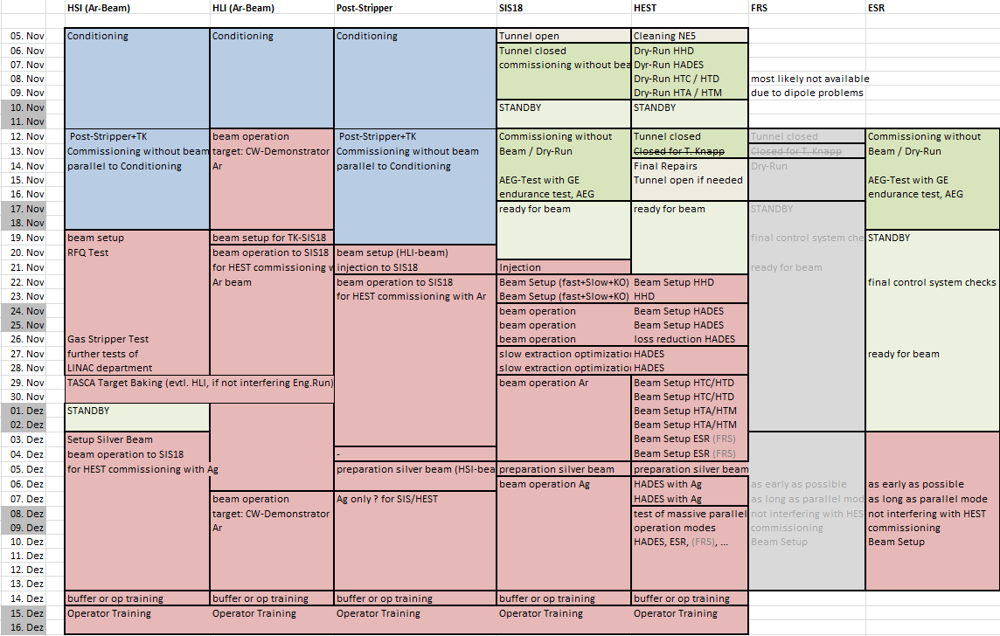 HSI (Ar-Beam) HLI (Ar-Beam) Post-Stripper SIS18 HEST FRS ESR
05. Nov Conditioning Conditioning Conditioning Tunnel open Cleaning NE5
06. Nov Tunnel closed Dry-Run HHD
07. Nov commissioning without bea Dyr-Run HADES
08. Nov Dry-Run HTC / HTD most likely not available
09. Nov Dry-Run HTA / HTM due to dipole problems
10. Nov STANDBY STANDBY
11. Nov
12. Nov Post-Stripper+TK beam operation Post-Stripper+TK Commissioning without Tunnel closed Tunnel closed Commissioning without
13. Nov Commissioning without beam target: CW-Demonstrator Commissioning without beam Beam / Dry-Run Closed for T. Knapp Closed for T. Knapp Beam / Dry-Run
14. Nov parallel to Conditioning Ar parallel to Conditioning Final Repairs Dry-Run
15. Nov AEG-Test with GE Tunnel open if needed AEG-Test with GE
16. Nov endurance test, AEG endurance test, AEG
17. Nov ready for beam ready for beam STANDBY
18. Nov
19. Nov beam setup beam setup for TK-SIS18 final control system che STANDBY
20. Nov RFQ Test beam operation to SIS18 beam setup (HLI-beam)
21. Nov for HEST commissioning w injection to SIS18 Injection ready for beam
22. Nov Ar beam beam operation to SIS18 Beam Setup (fast+Slow+KO) Beam Setup HHD final control system checks
23. Nov for HEST commissioning with Ar Beam Setup (fast+Slow+KO) HHD
24. Nov beam operation Beam Setup HADES
25. Nov beam operation Beam Setup HADES
26. Nov Gas Stripper Test beam operation loss reduction HADES
27. Nov further tests of slow extraction optimizatio HADES ready for beam
28. Nov LINAC department slow extraction optimizatio HADES
29. Nov TASCA Target Baking (evtl. HLI, if not interfering Eng.Run) beam operation Ar Beam Setup HTC/HTD
30. Nov Beam Setup HTC/HTD
01. Dez STANDBY Beam Setup HTA/HTM
02. Dez Beam Setup HTA/HTM
03. Dez Setup Silver Beam Beam Setup ESR (FRS)
04. Dez beam operation to SIS18 - Beam Setup ESR (FRS)
05. Dez for HEST commissioning with Ag preparation silver beam (HSI-bea preparation silver beam preparation silver beam
06. Dez beam operation Ag HADES with Ag as early as possible as early as possible
07. Dez beam operation Ag only ? for SIS/HEST HADES with Ag as long as parallel mod as long as parallel mode
08. Dez target: CW-Demonstrator test of massive parallel not interfering with HES not interfering with HEST
09. Dez Ar operation modes commissioning commissioning
10. Dez HADES, ESR, (FRS), ... Beam Setup Beam Setup
11. Dez
12. Dez
13. Dez
14. Dez buffer or op training buffer or op training buffer or op training buffer or op training buffer or op training
15. Dez Operator Training Operator Training Operator Training Operator Training Operator Training
16. Dez